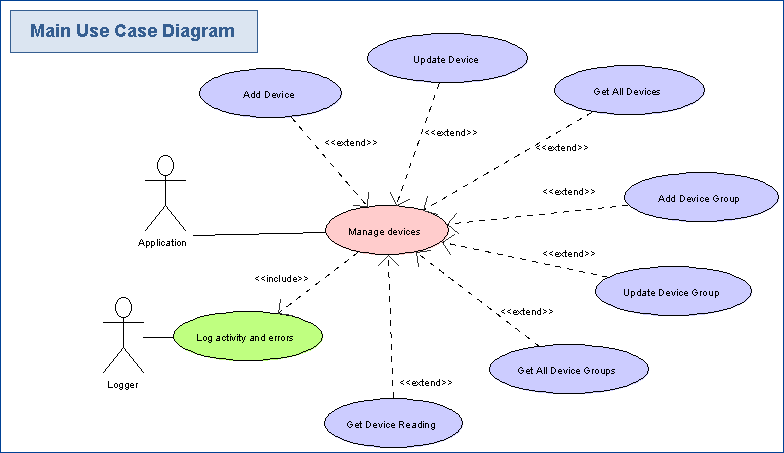 Main Use Case Diagram
Update Device
Add Device
Get All Devices
<<extend>>
<<extend>>
<<extend>>
<<extend>>
Add Device Group
Application
Manage devices
<<extend>>
<<include>>
Update Device Group
<<extend>>
Log activity and errors
Get All Device Groups
Logger
<<extend>>
Get Device Reading